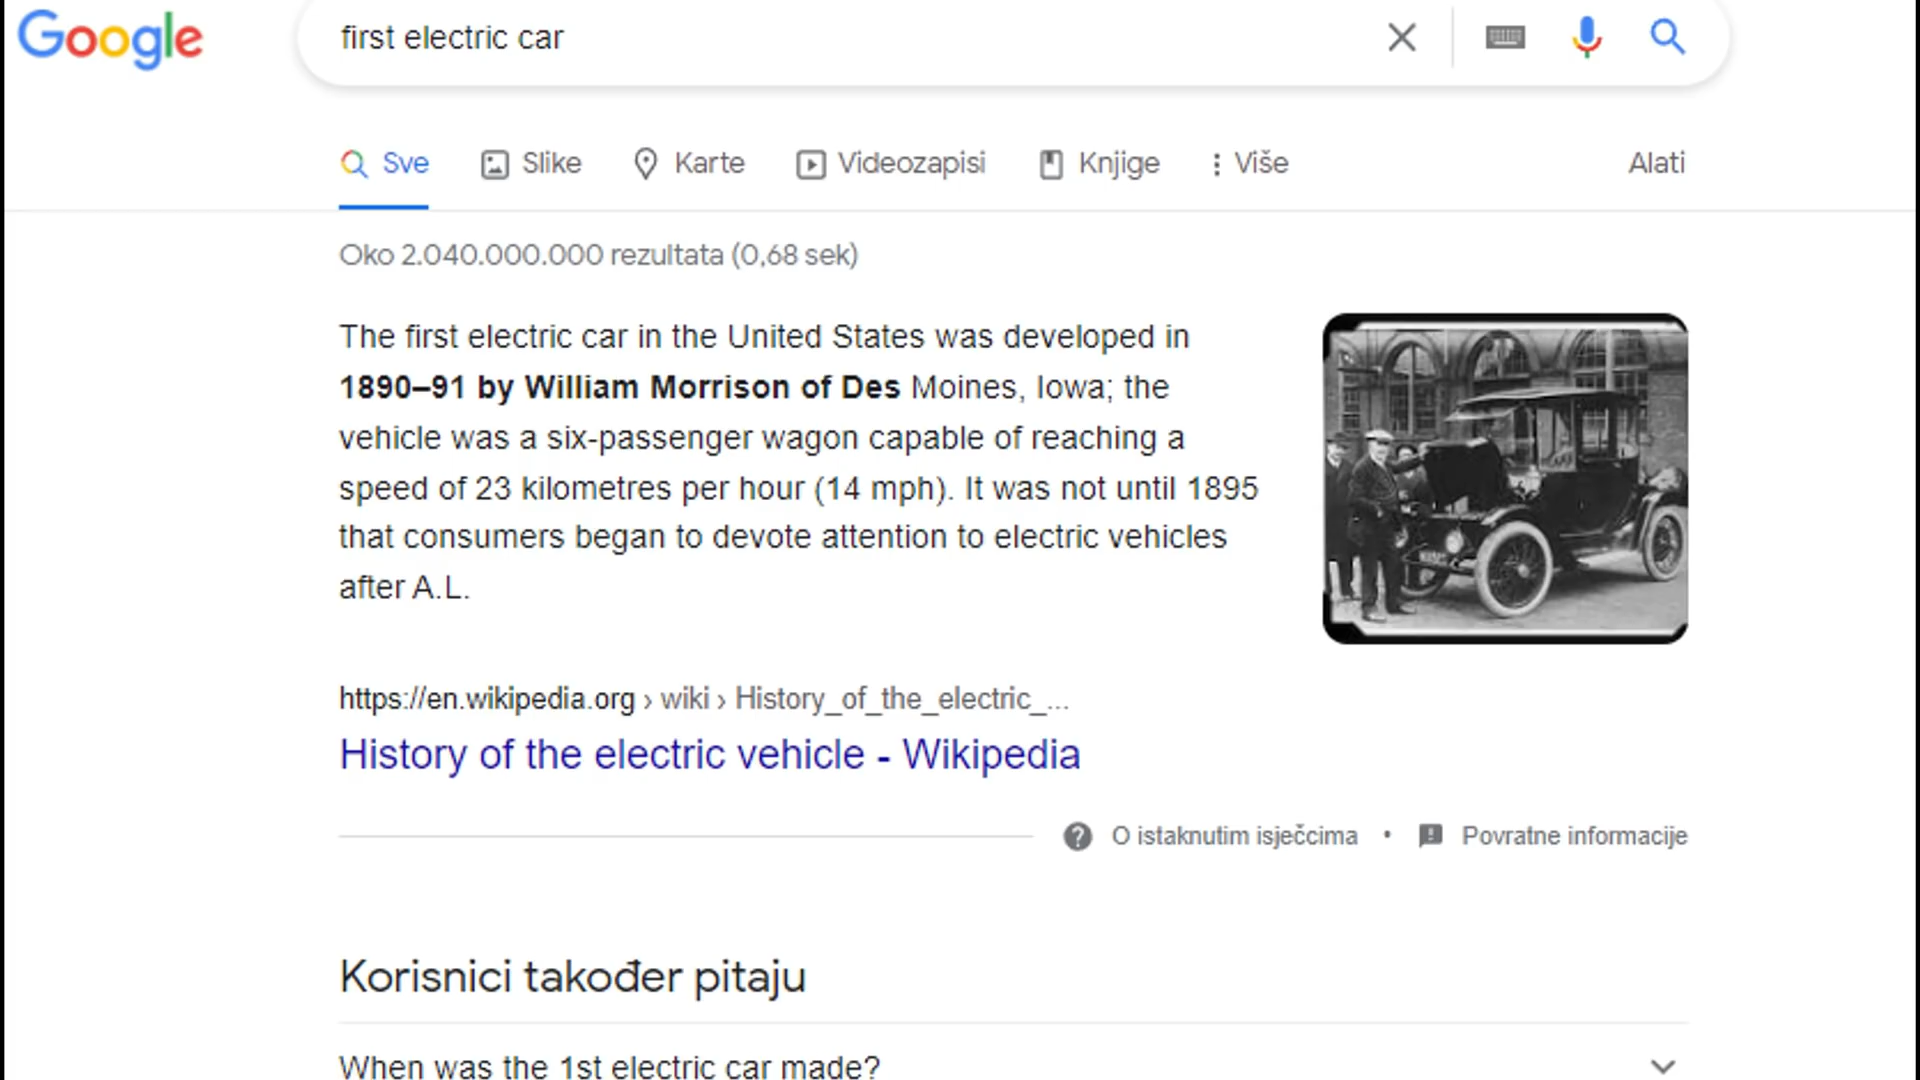 Google
first electric car
Sve Slike Karte Videozapisi Knjige Više Alati
Oko 2.040.000.000 rezultata (0,68 sek)
The first electric car in the United States was developed in
1890–91 by William Morrison of Des Moines, Iowa; the
vehicle was a six-passenger wagon capable of reaching a
speed of 23 kilometres per hour (14 mph). It was not until 1895
that consumers began to devote attention to electric vehicles
after A.L.
https://en.wikipedia.org › wiki › History_of_the_electric_...
History of the electric vehicle - Wikipedia
O istaknutim isječcima • Povratne informacije
Korisnici također pitaju
When was the 1st electric car made?